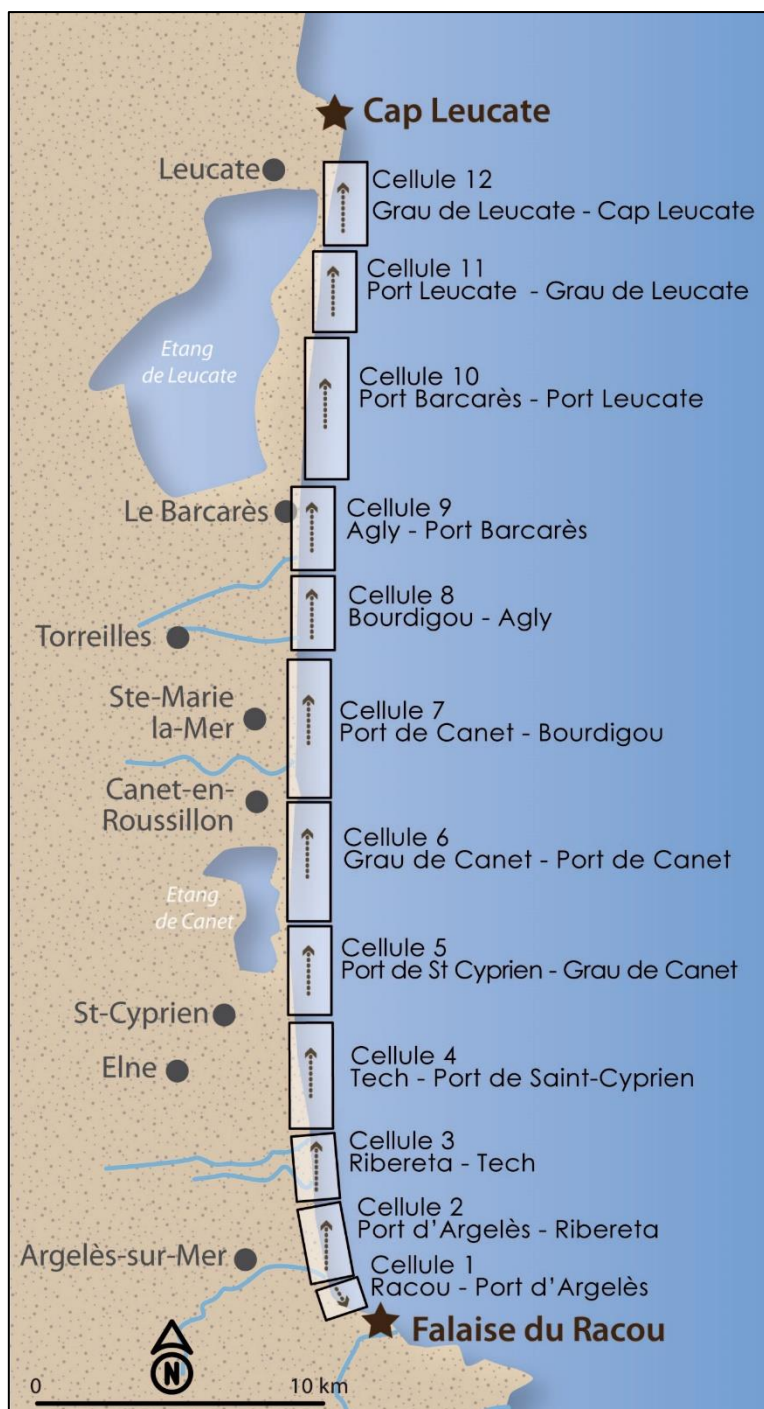 Cap Leucate
Leucate
Cellule 12
Grau de Leucate - Cap Leucate
Cellule 11
Port Leucate - Grau de Leucate
Etang
de Leucate
Cellule 10
Port Barcarès - Port Leucate
Le Barcarès
Cellule 9
Agly - Port Barcarès
Cellule 8
Bourdigou - Agly
Torreilles
Ste-Marie
la-Mer
Cellule 7
Port de Canet - Bourdigou
Canet-en-
Roussillon
Cellule 6
Grau de Canet - Port de Canet
Etang
de Canet
Cellule 5
Port de St Cyprien - Grau de Canet
St-Cyprien
Cellule 4
Tech - Port de Saint-Cyprien
Elne
Cellule 3
Ribereta - Tech
Cellule 2
Port d'Argelès - Ribereta
Argelès-sur-Mer
Cellule 1
Racou - Port d'Argelès
Falaise du Racou
N
0 10 km